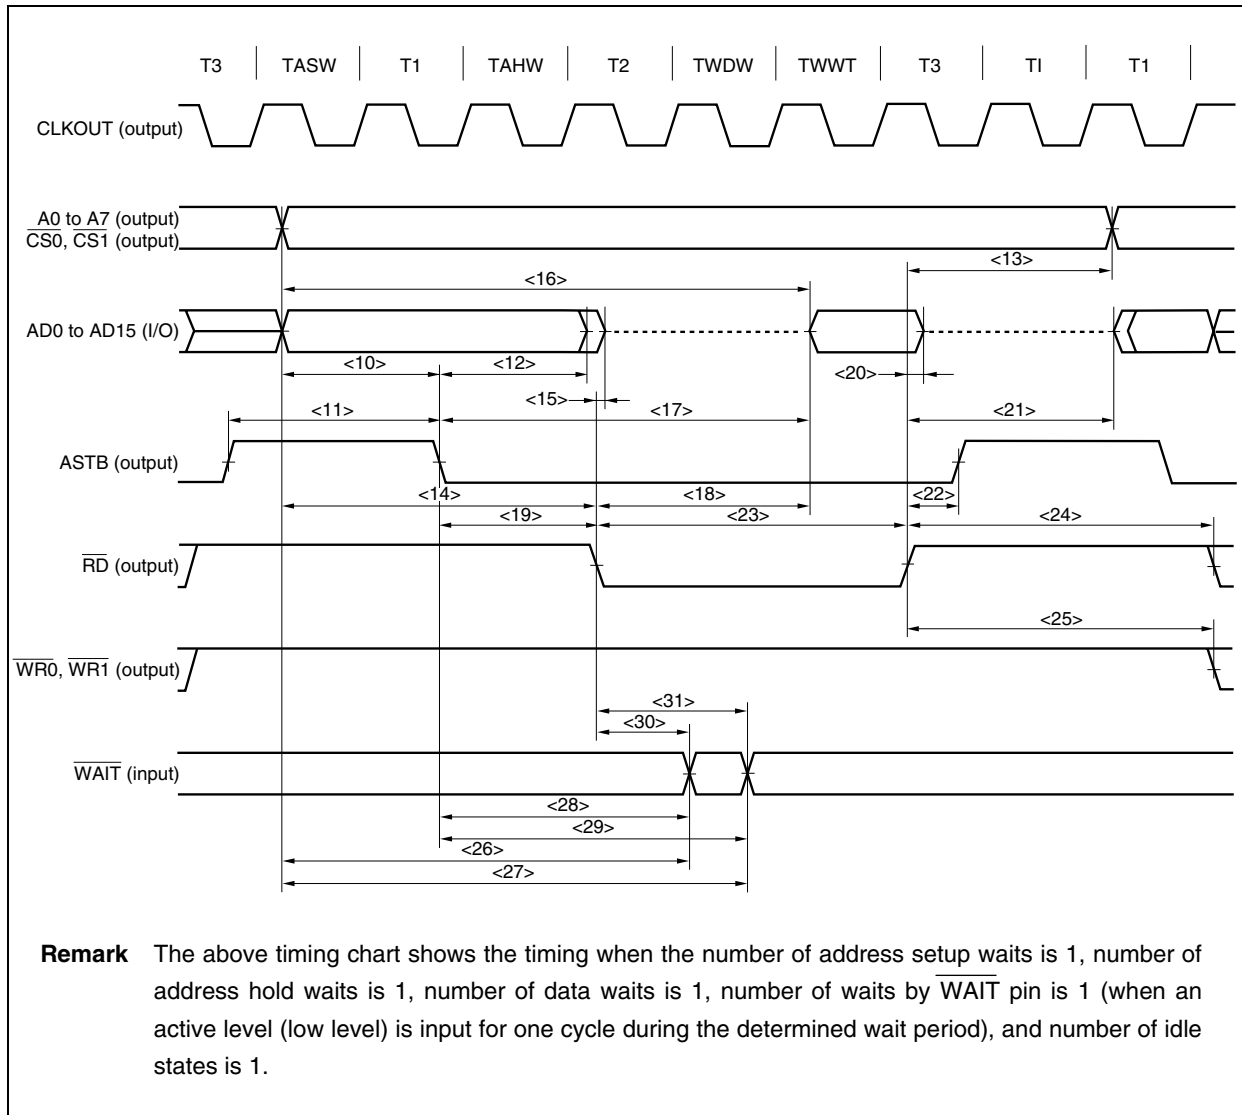 T3 TASW T1 TAHW T2 TWDW TWWT T3 TI T1
CLKOUT (output)
A0 to A7 (output)
CS0, CS1 (output)
<13>
<16>
AD0 to AD15 (I/O)
<10> <12> <20>
<15> <17> <21>
<11>
ASTB (output)
<14> <18> <22>
<19> <23> <24>
RD (output)
<25>
WR0, WR1 (output)
<31>
<30>
WAIT (input)
<28>
<29>
<26>
<27>
Remark The above timing chart shows the timing when the number of address setup waits is 1, number of
address hold waits is 1, number of data waits is 1, number of waits by WAIT pin is 1 (when an
active level (low level) is input for one cycle during the determined wait period), and number of idle
states is 1.